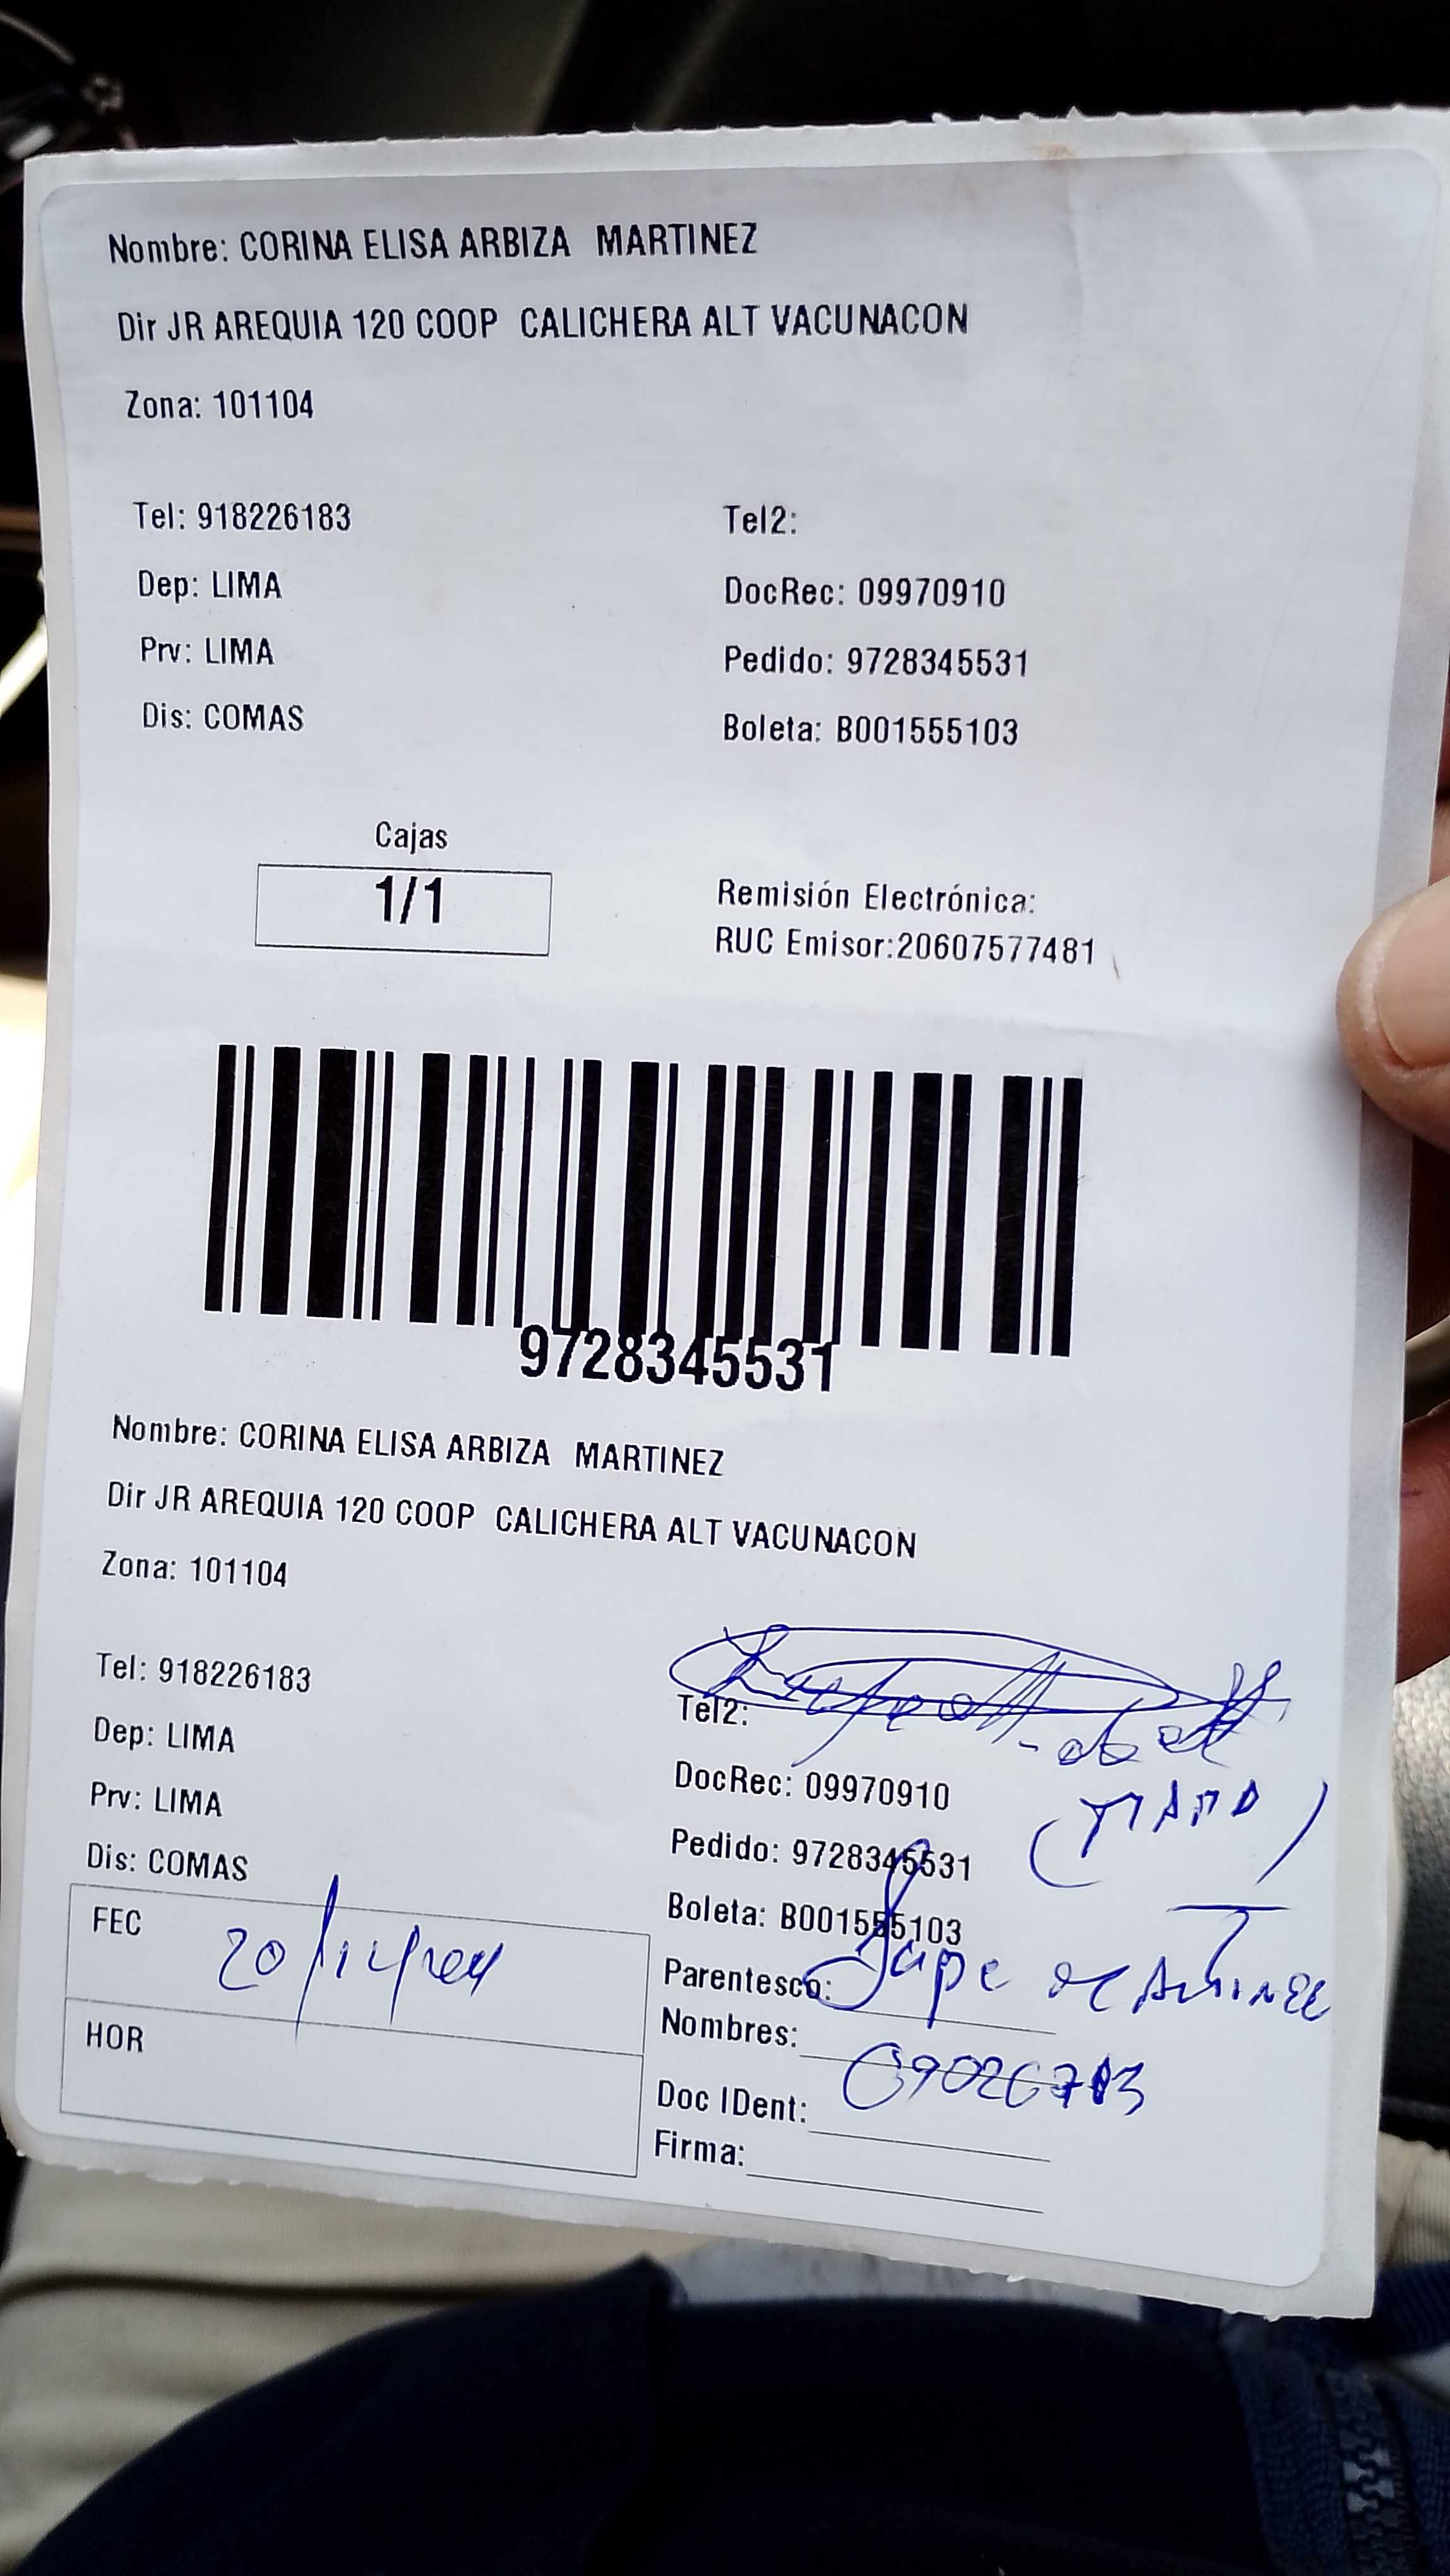 Nombre: CORINA ELISA ARBIZA MARTINEZ
Dir JR AREQUIA 120 COOP CALICHERA ALT VACUNACON
Zona: 101104
Tel: 918226183
Tel2:
Dep: LIMA
DocRec: 09970910
Prv: LIMA
Pedido: 9728345531
Dis: COMAS
Boleta: B001555103
Cajas
1/1
Remisión Electrónica:
RUC Emisor:20607577481
9728345531
Nombre: CORINA ELISA ARBIZA MARTINEZ
Dir JR AREQUIA 120 COOP CALICHERA ALT VACUNACON
Zona: 101104
Tel: 918226183
Tel2:
Dep: LIMA
DocRec: 09970910
Prv: LIMA
Pedido: 9728345531
Dis: COMAS
Boleta: B001555103
FEC
Parentesco:
Nombres:
HOR
Doc IDent:
Firma: